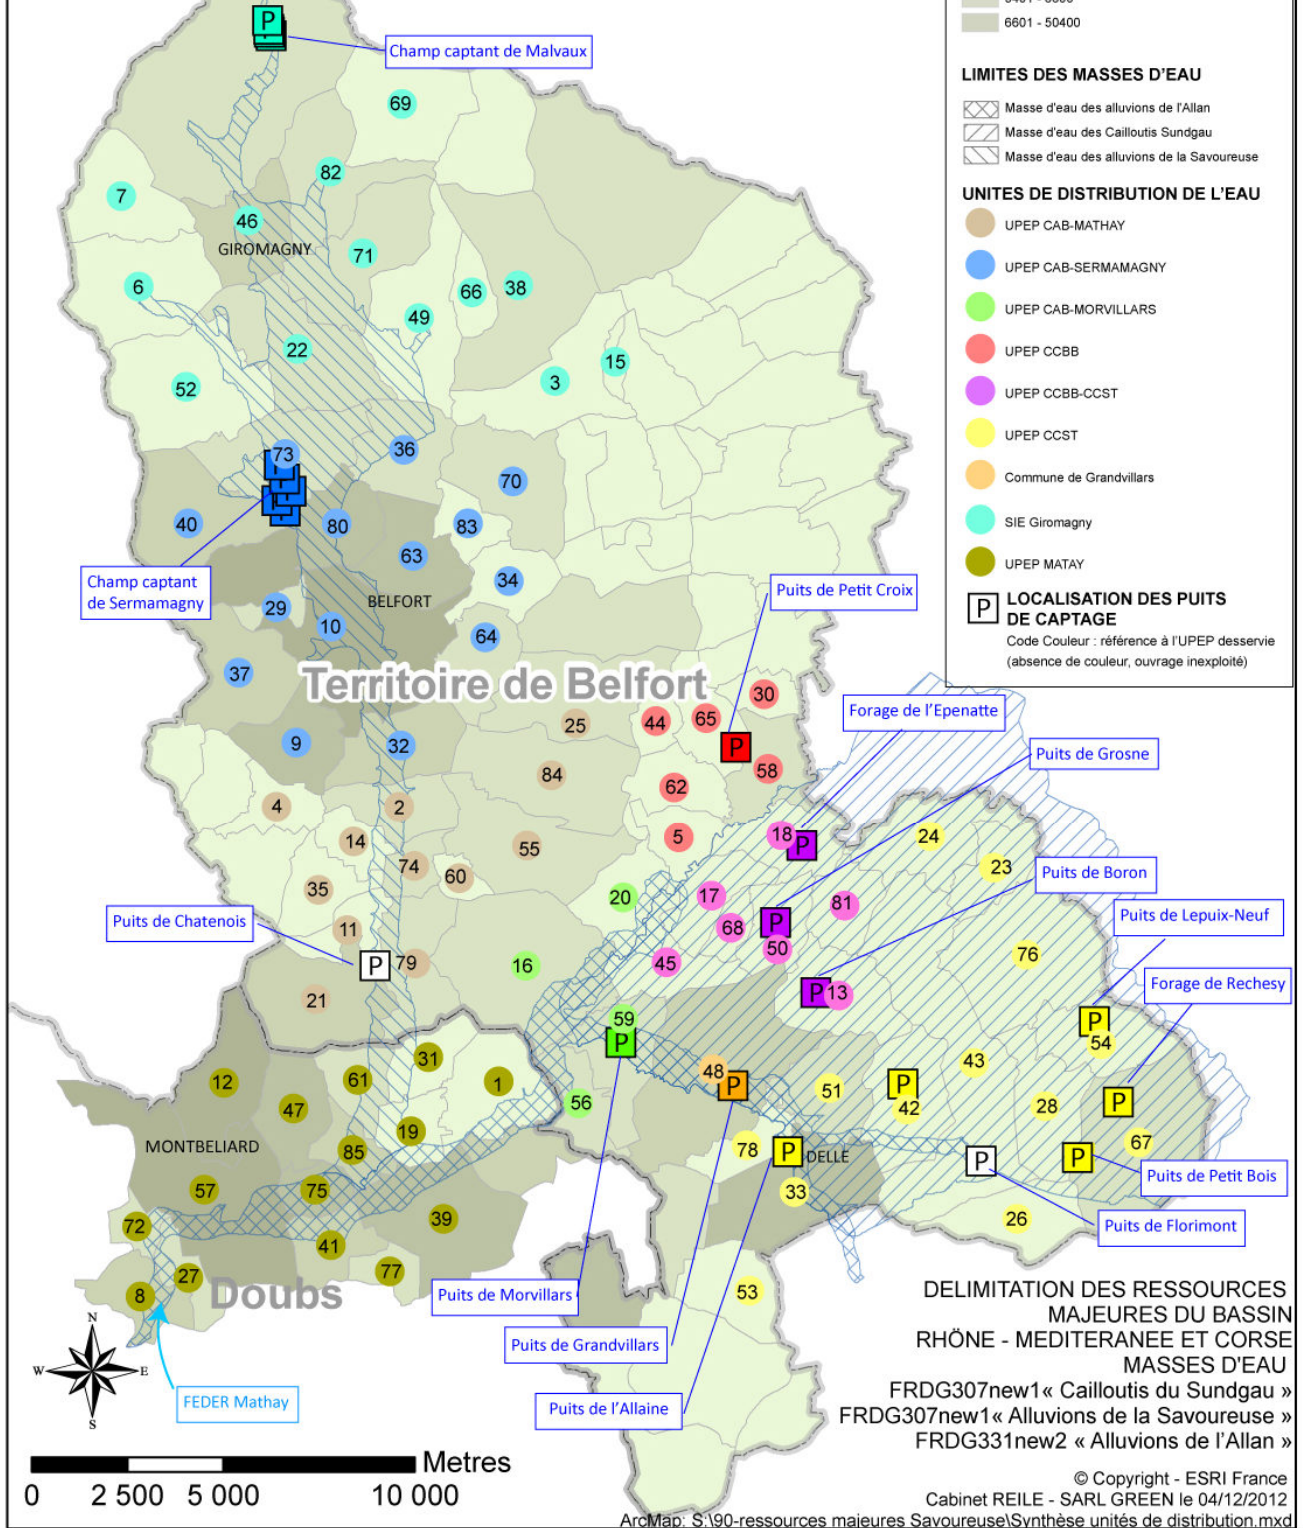 6601 - 50400
LIMITES DES MASSES D'EAU
Masse d'eau des alluvions de l'Allan
Masse d'eau des Cailloutis Sundgau
Masse d'eau des alluvions de la Savoureuse
UNITES DE DISTRIBUTION DE L'EAU
UPEP CAB-MATHAY
UPEP CAB-SERMAMAGNY
UPEP CAB-MORVILLARS
UPEP CCBB
UPEP CCBB-CCST
UPEP CCST
Commune de Grandvillars
SIE Giromagny
UPEP MATAY
P
LOCALISATION DES PUITS
DE CAPTAGE
Code Couleur : référence à l'UPEP desservie
(absence de couleur, ouvrage inexploité)
P
Champ captant de Malvaux
69
82
7
46
GIROMAGNY
71
6
66
38
49
22
15
52
3
73
36
70
40
80
83
63
Champ captant
de Sermamagny
34
29
BELFORT
10
64
Puits de Petit Croix
37
Territoire de Belfort
30
Forage de l'Epenatte
44
65
25
9
32
P
Puits de Grosne
58
84
62
4
2
14
5
18
P
24
55
74
60
23
Puits de Boron
35
20
17
81
Puits de Lepuix-Neuf
Puits de Chatenois
11
68
P
50
76
P
79
16
45
Forage de Rechesy
21
P
13
59
P
P
54
31
43
12
61
1
48
P
51
P
42
28
P
47
56
19
MONTBELIARD
85
78
P
DELLE
67
P
P
Puits de Petit Bois
57
75
33
72
39
26
Puits de Florimont
41
27
77
8
Doubs
Puits de Morvillars
53
N
W
E
S
Puits de Grandvillars
FEDER Mathay
Puits de l'Allaine
DELIMITATION DES RESSOURCES
MAJEURES DU BASSIN
RHÖNE - MEDITERANEE ET CORSE
MASSES D'EAU
FRDG307new1« Cailloutis du Sundgau »
FRDG307new1« Alluvions de la Savoureuse »
FRDG331new2 « Alluvions de l'Allan »
Metres
0 2 500 5 000 10 000
© Copyright - ESRI France
Cabinet REILE - SARL GREEN le 04/12/2012
ArcMap: S:\90-ressources majeures Savoureuse\Synthèse unités de distribution.mxd